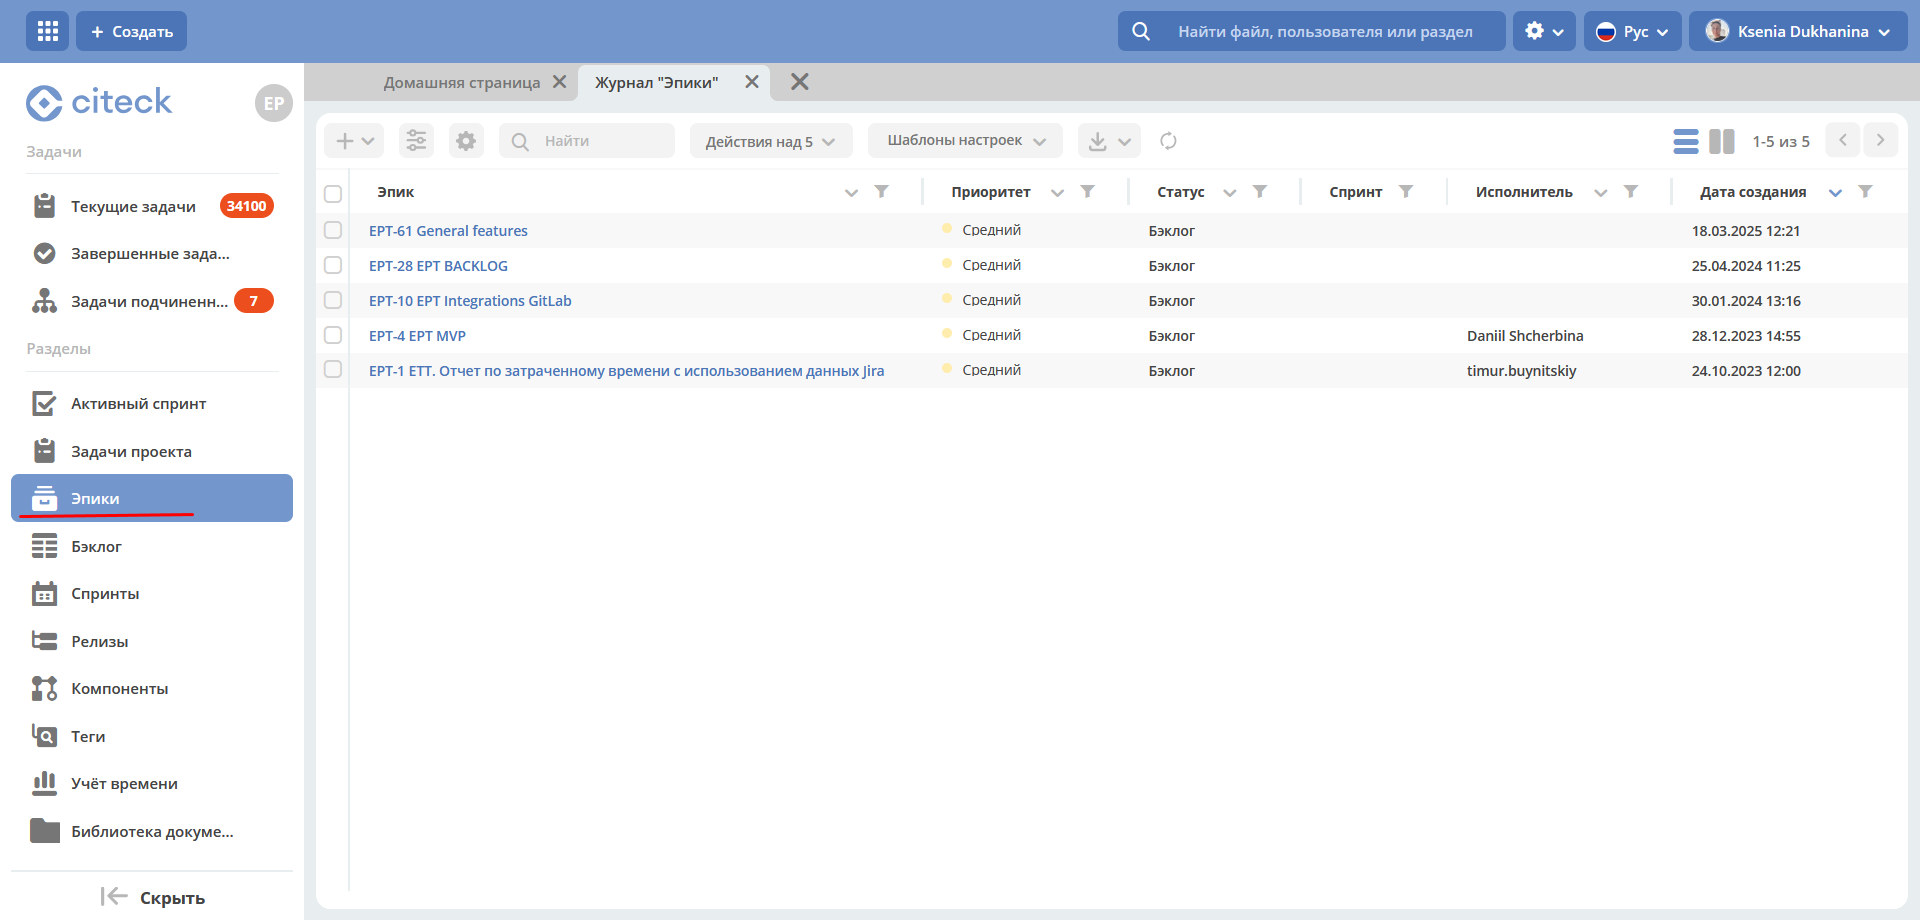 + Создать
Найти файл, пользователя или раздел
Рус
Ksenia Dukhanina
citeck
EP
Задачи
Текущие задачи 34100
Завершенные зада...
Задачи подчиненн... 7
Разделы
Активный спринт
Задачи проекта
Эпики
Бэклог
Спринты
Релизы
Компоненты
Теги
Учёт времени
Библиотека докуме...
Скрыть
Домашняя страница
Журнал "Эпики"
Найти
Действия над 5
Шаблоны настроек
1-5 из 5
Эпик Приоритет Статус Спринт Исполнитель Дата создания
EPT-61 General features Средний Бэклог 18.03.2025 12:21
EPT-28 EPT BACKLOG Средний Бэклог 25.04.2024 11:25
EPT-10 EPT Integrations GitLab Средний Бэклог 30.01.2024 13:16
EPT-4 EPT MVP Средний Бэклог Daniil Shcherbina 28.12.2023 14:55
EPT-1 ETT. Отчет по затраченному времени с использованием данных Jira Средний Бэклог timur.buynitskiy 24.10.2023 12:00